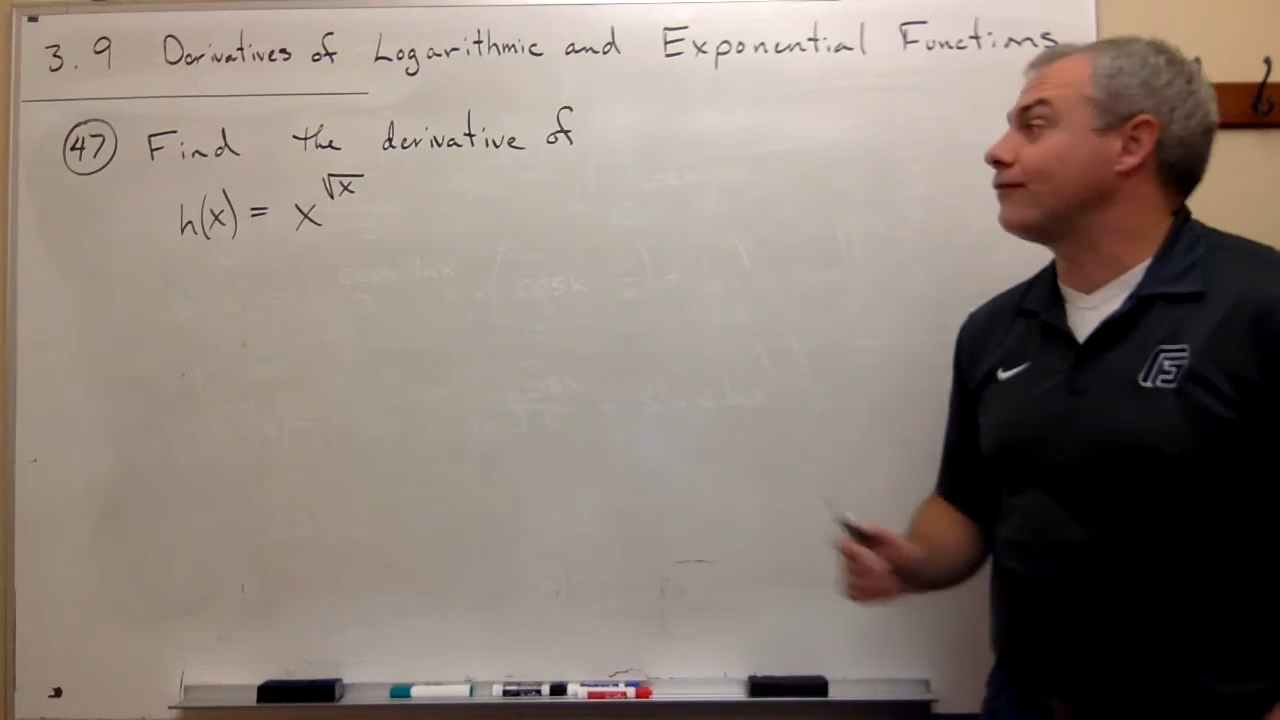 3.9 Derivatives of Logarithmic and Exponential Functions
47 Find the derivative of
h(x) = x^√x